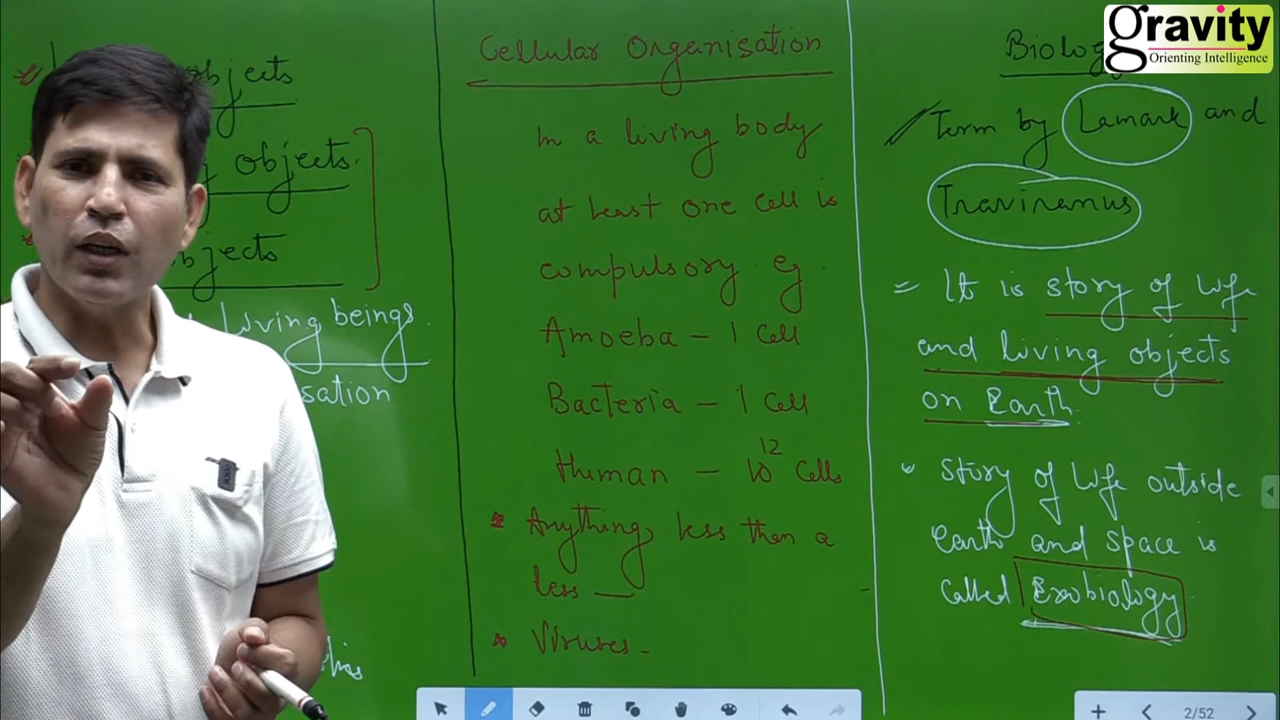 objects
objects.
objects
Living beings.
sation
Cellular Organisation
In a living body
at least one cell is
compulsory. eg
Amoeba - 1 Cell
Bacteria - 1 Cell
Human - 10^12 Cells
Anything less then a
less —
Viruses -
Biology
Term by Lamark and
Traviranus
It is story of life
and living objects
on Earth.
Story of life outside
earth and space is
called Exobiology
gravity
Orienting Intelligence
2/52